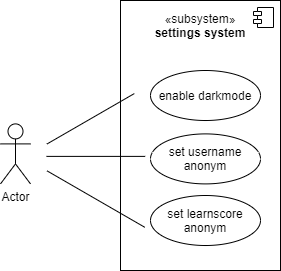 «subsystem»
settings system
enable darkmode
set username
anonym
Actor
set learnscore
anonym